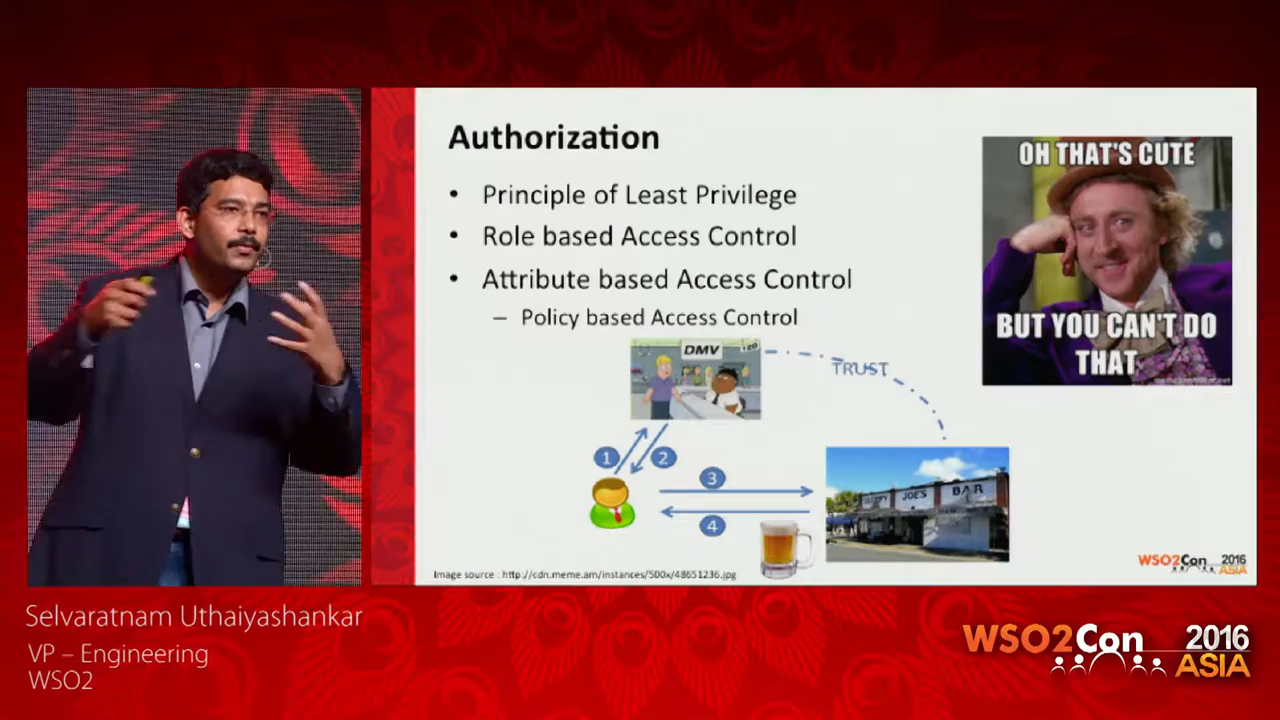 Authorization
• Principle of Least Privilege
• Role based Access Control
• Attribute based Access Control
– Policy based Access Control
OH THAT'S CUTE
BUT YOU CAN'T DO
THAT
DMV
TRUST
1
2
3
4
SLOPPY JOE'S BAR
Image source : http://cdn.meme.am/instances/500x/48651236.jpg
WSO2Con 2016
ASIA
Selvaratnam Uthaiyashankar
VP – Engineering
WSO2
WSO2Con 2016
ASIA